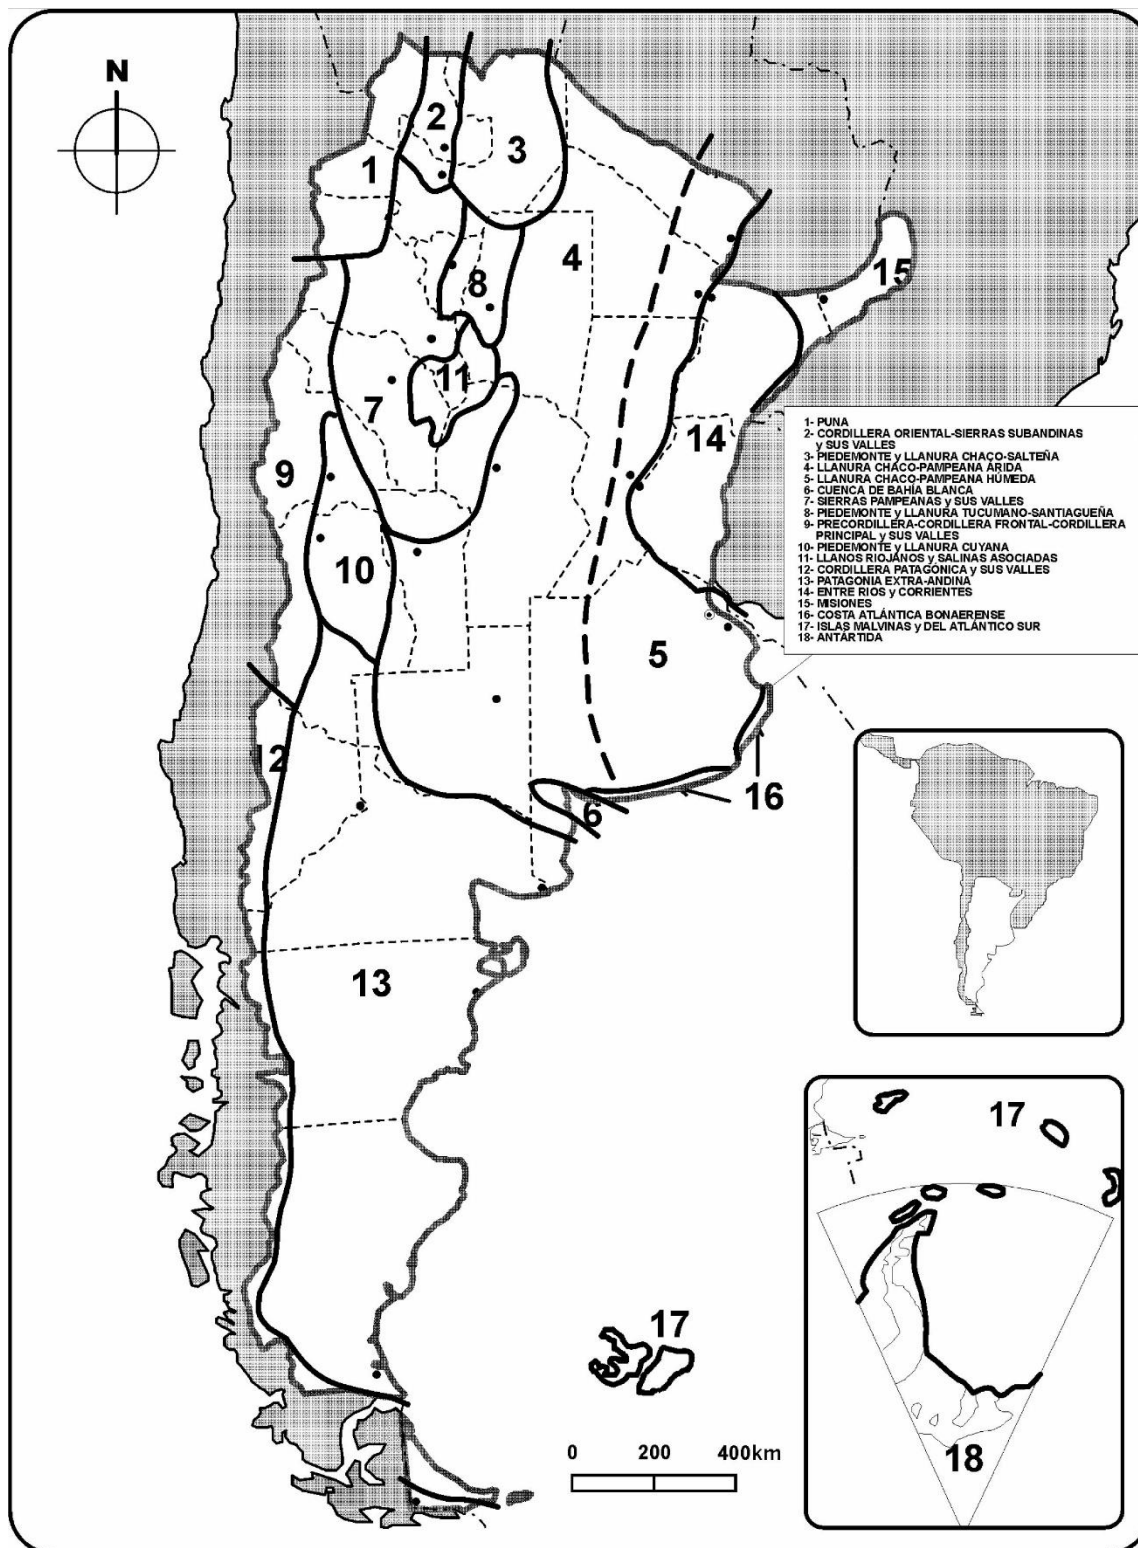 N
1
2
3
4
15
8
11
7
14
9
10
5
12
16
6
13
17
1- PUNA
2- CORDILLERA ORIENTAL-SIERRAS SUBANDINAS
y SUS VALLES
3- PIEDEMONTE y LLANURA CHACO-SALTEÑA
4- LLANURA CHACO-PAMPEANA ÁRIDA
5- LLANURA CHACO-PAMPEANA HÚMEDA
6- CUENCA DE BAHÍA BLANCA
7- SIERRAS PAMPEANAS y SUS VALLES
8- PIEDEMONTE y LLANURA TUCUMANO-SANTIAGUEÑA
9- PRECORDILLERA-CORDILLERA FRONTAL-CORDILLERA
PRINCIPAL y SUS VALLES
10- PIEDEMONTE y LLANURA CUYANA
11- LLANOS RIOJANOS y SALINAS ASOCIADAS
12- CORDILLERA PATAGÓNICA y SUS VALLES
13- PATAGONIA EXTRA-ANDINA
14- ENTRE RIOS y CORRIENTES
15- MISIONES
16- COSTA ATLÁNTICA BONAERENSE
17- ISLAS MALVINAS y DEL ATLÁNTICO SUR
18- ANTÁRTIDA
17
18
0 200 400km